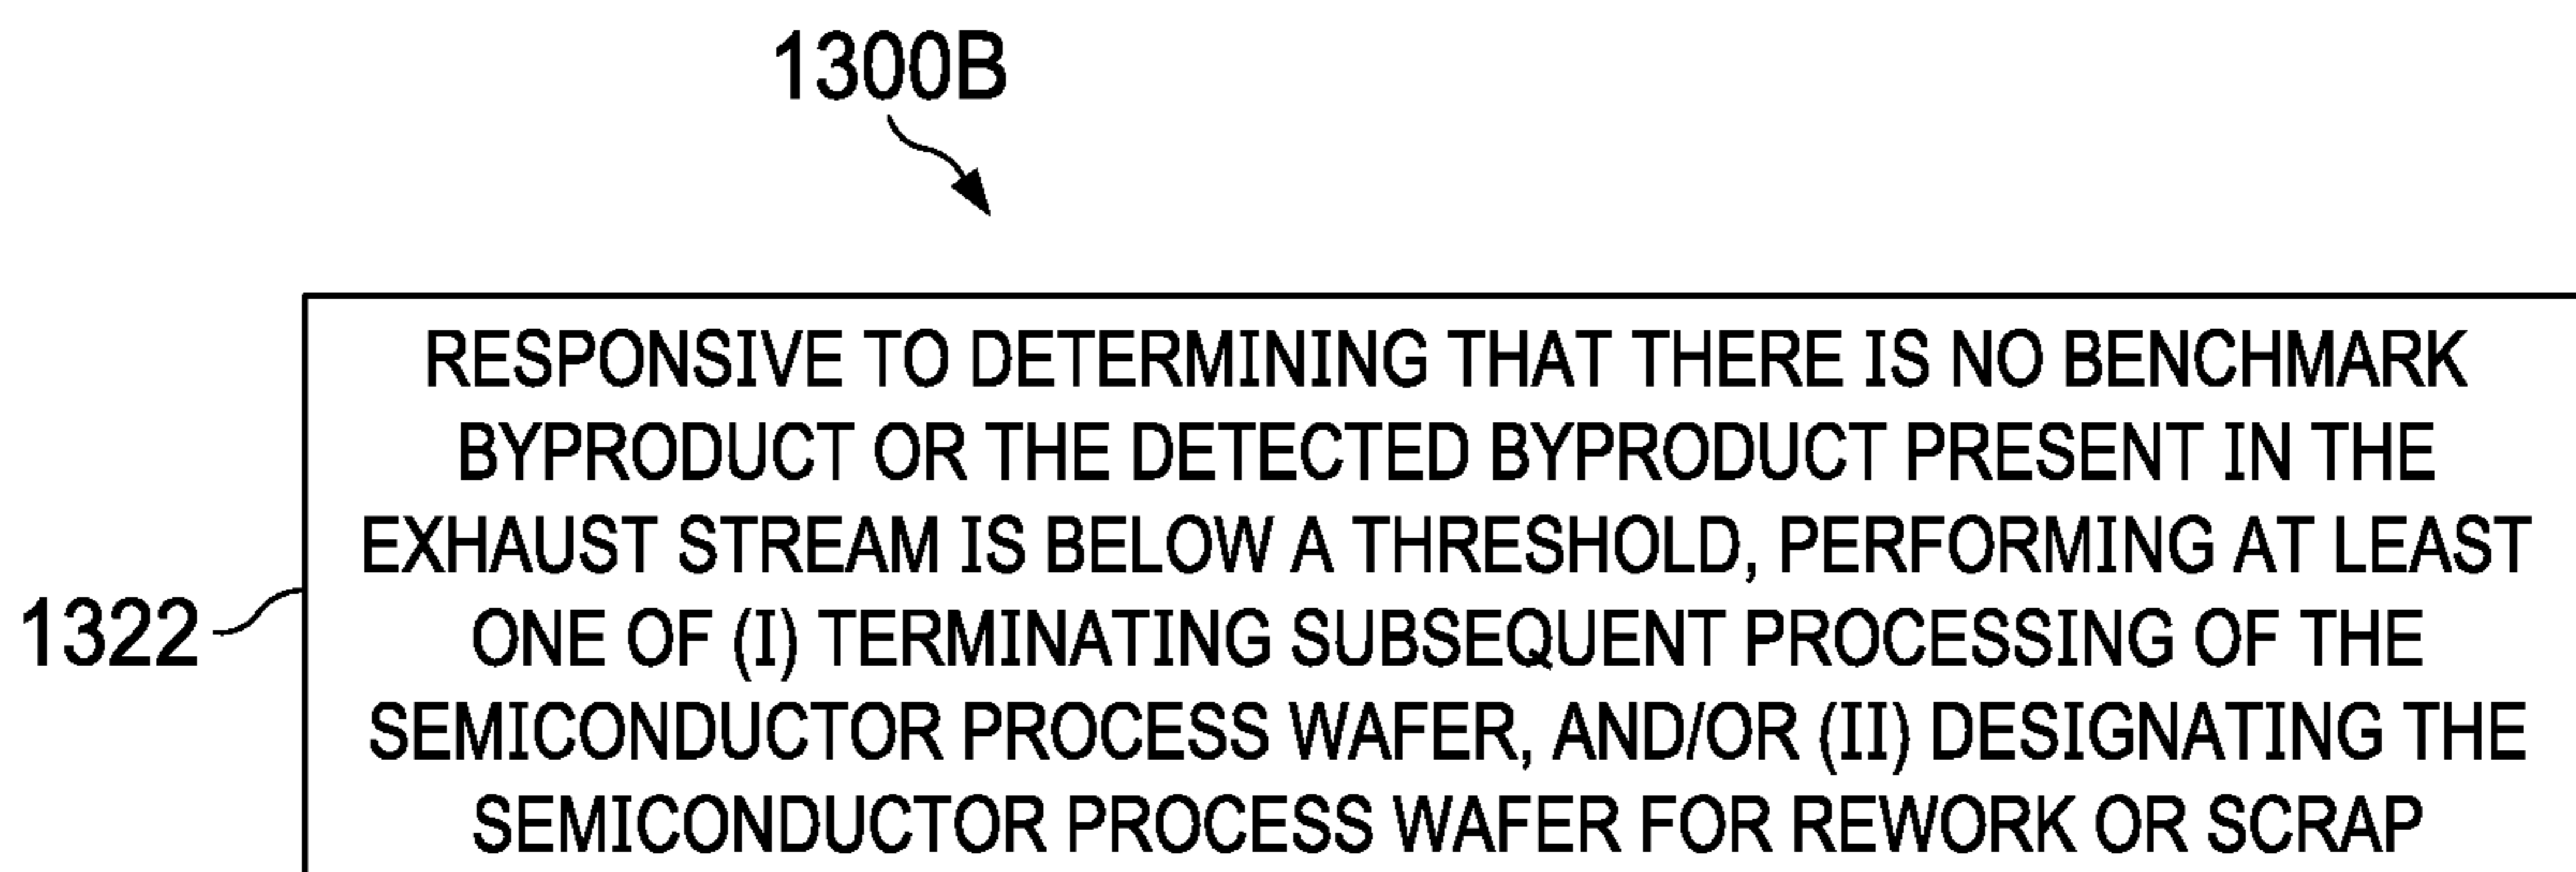 1300B
RESPONSIVE TO DETERMINING THAT THERE IS NO BENCHMARK
BYPRODUCT OR THE DETECTED BYPRODUCT PRESENT IN THE
EXHAUST STREAM IS BELOW A THRESHOLD, PERFORMING AT LEAST
1322
ONE OF (I) TERMINATING SUBSEQUENT PROCESSING OF THE
SEMICONDUCTOR PROCESS WAFER, AND/OR (II) DESIGNATING THE
SEMICONDUCTOR PROCESS WAFER FOR REWORK OR SCRAP